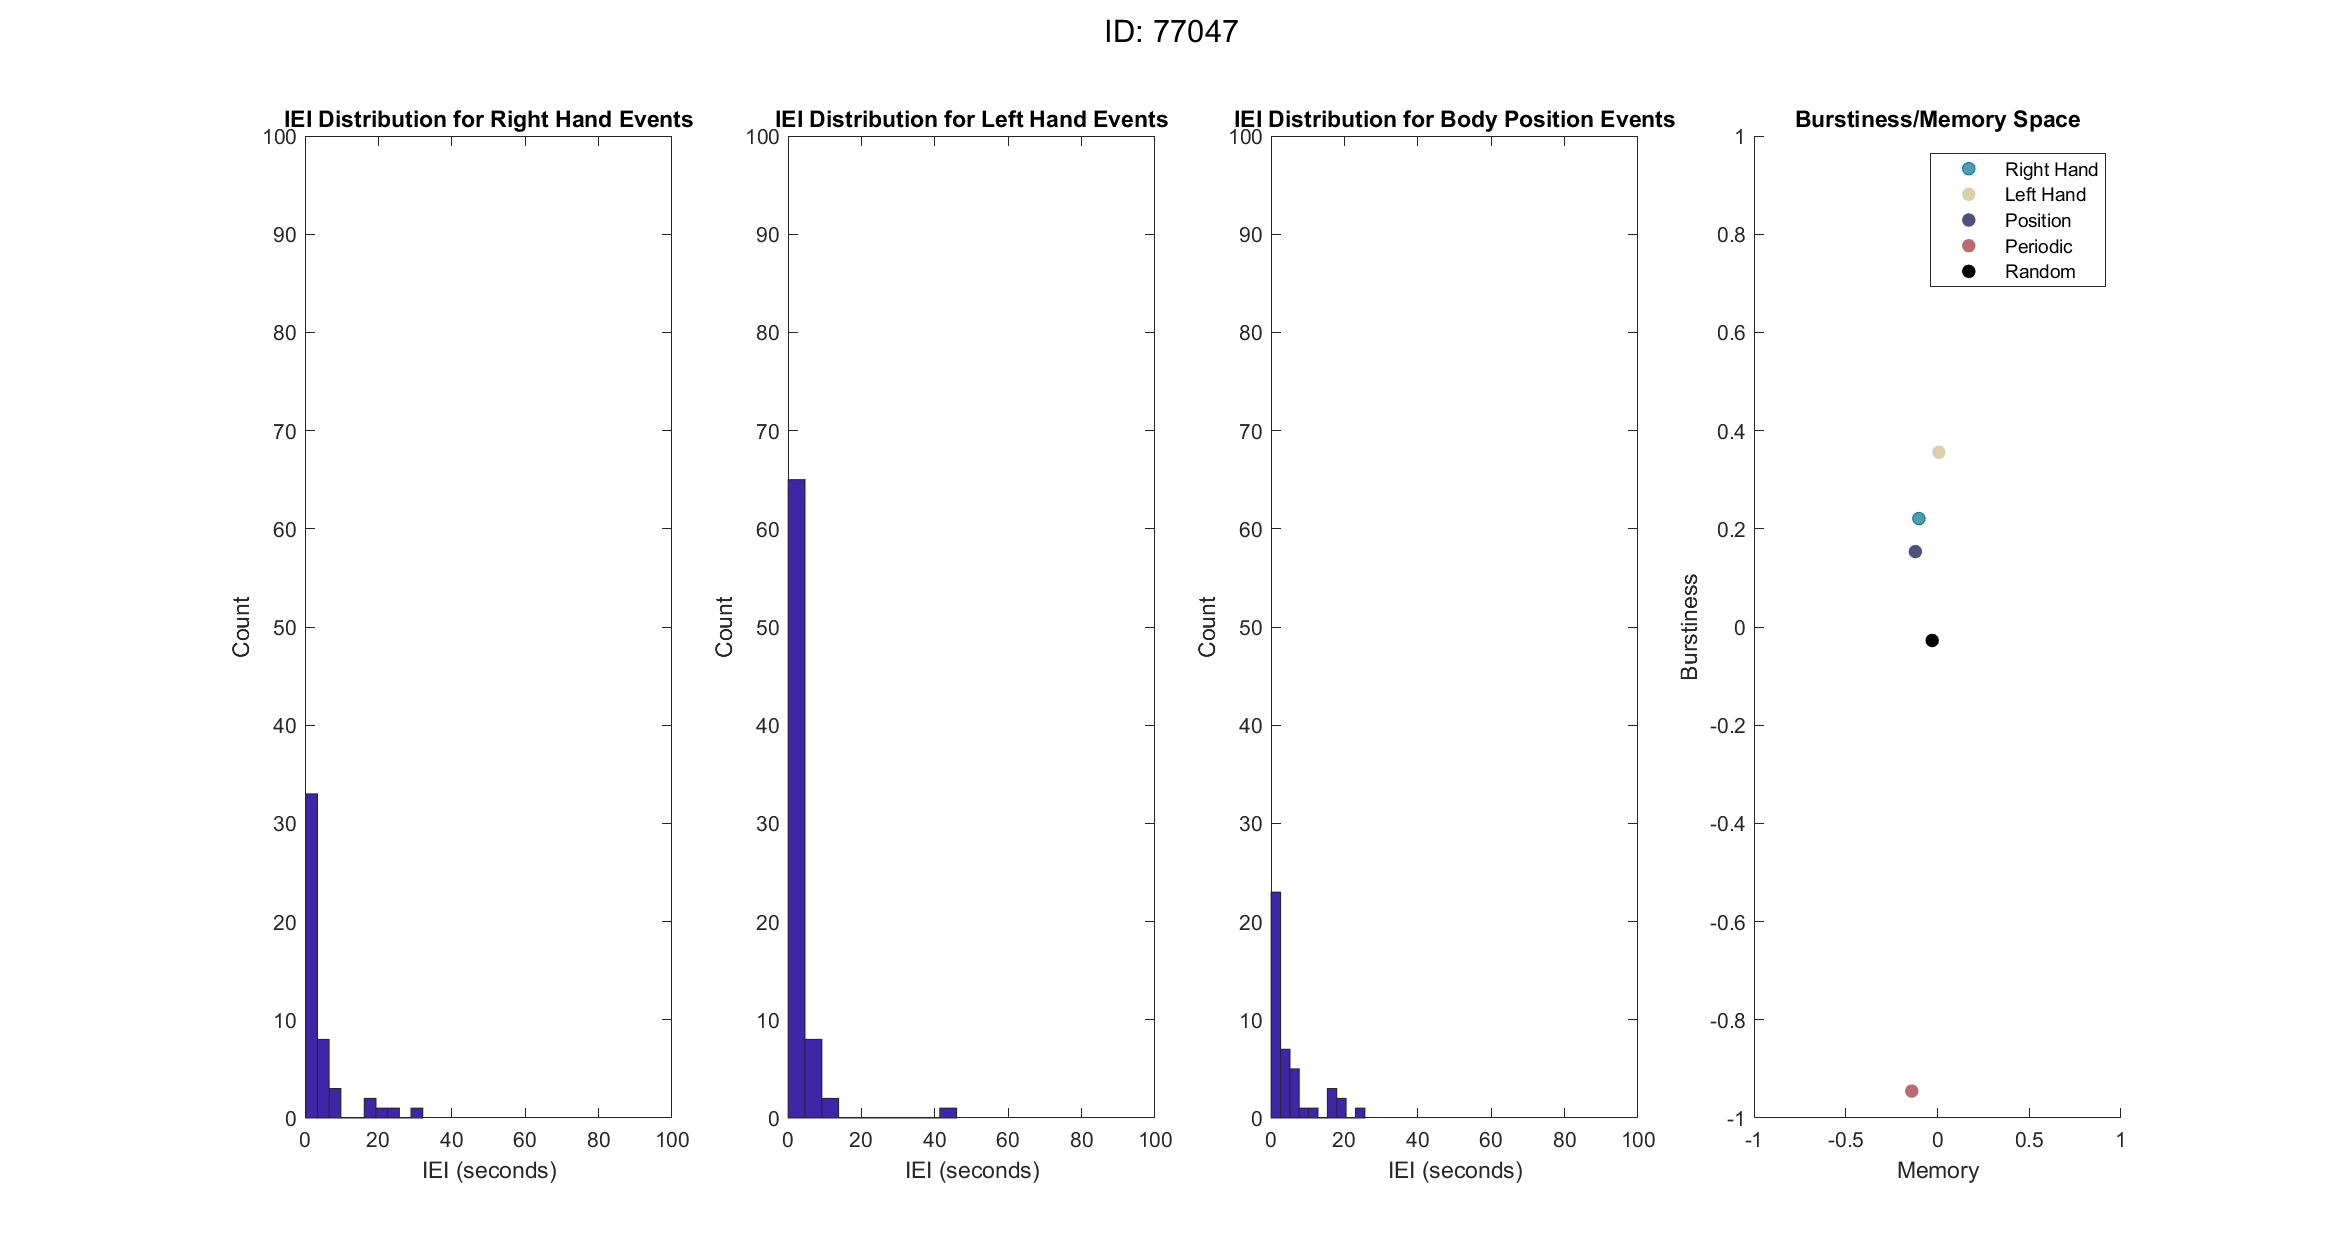 ID: 77047
IEI Distribution for Right Hand Events
100
90
80
70
60
50
40
30
20
10
0
Count
0 20 40 60 80 100
IEI (seconds)
IEI Distribution for Left Hand Events
100
90
80
70
60
50
40
30
20
10
0
Count
0 20 40 60 80 100
IEI (seconds)
IEI Distribution for Body Position Events
100
90
80
70
60
50
40
30
20
10
0
Count
0 20 40 60 80 100
IEI (seconds)
Burstiness/Memory Space
1
0.8
0.6
0.4
0.2
0
-0.2
-0.4
-0.6
-0.8
-1
Burstiness
Right Hand
Left Hand
Position
Periodic
Random
-1 -0.5 0 0.5 1
Memory